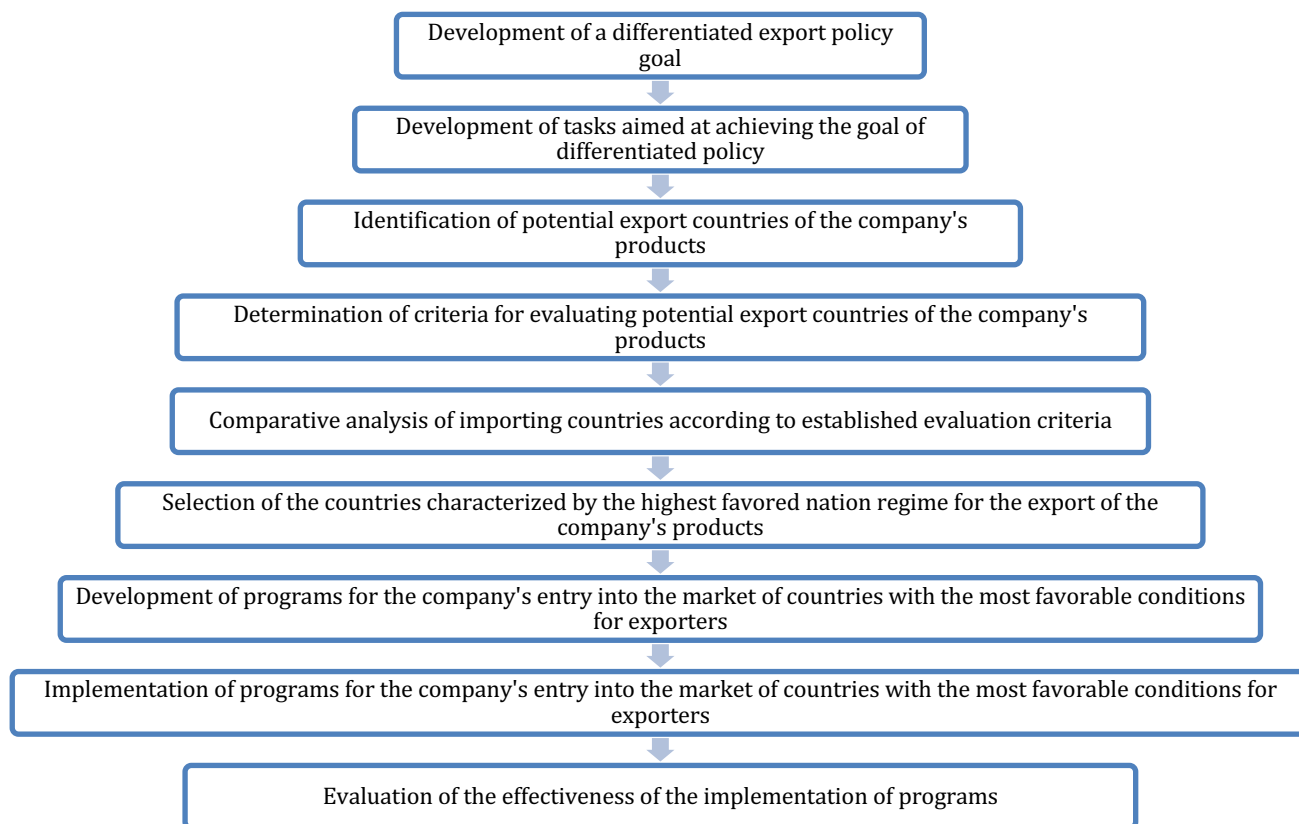 Development of a differentiated export policy
goal
Development of tasks aimed at achieving the goal of
differentiated policy
Identification of potential export countries of the company's
products
Determination of criteria for evaluating potential export countries of the company's
products
Comparative analysis of importing countries according to established evaluation criteria
Selection of the countries characterized by the highest favored nation regime for the export of the
company's products
Development of programs for the company's entry into the market of countries with the most favorable conditions
for exporters
Implementation of programs for the company's entry into the market of countries with the most favorable conditions for
exporters
Evaluation of the effectiveness of the implementation of programs